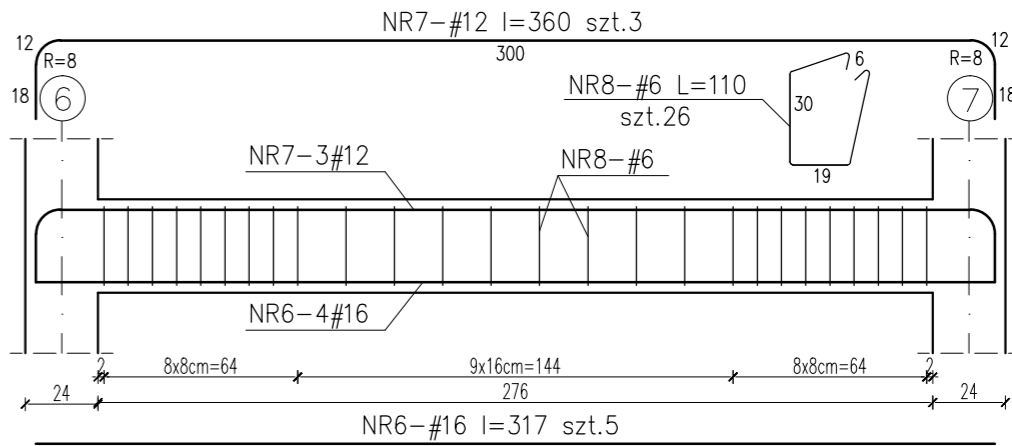 NR7-#12 l=360 szt.3
12
300
12
R=8
R=8
6
18
6
NR8-#6 L=110
szt.26
30
7
18
19
NR7-3#12
NR8-#6
NR6-4#16
2
8x8cm=64
9x16cm=144
8x8cm=64
2
24
276
24
NR6-#16 l=317 szt.5